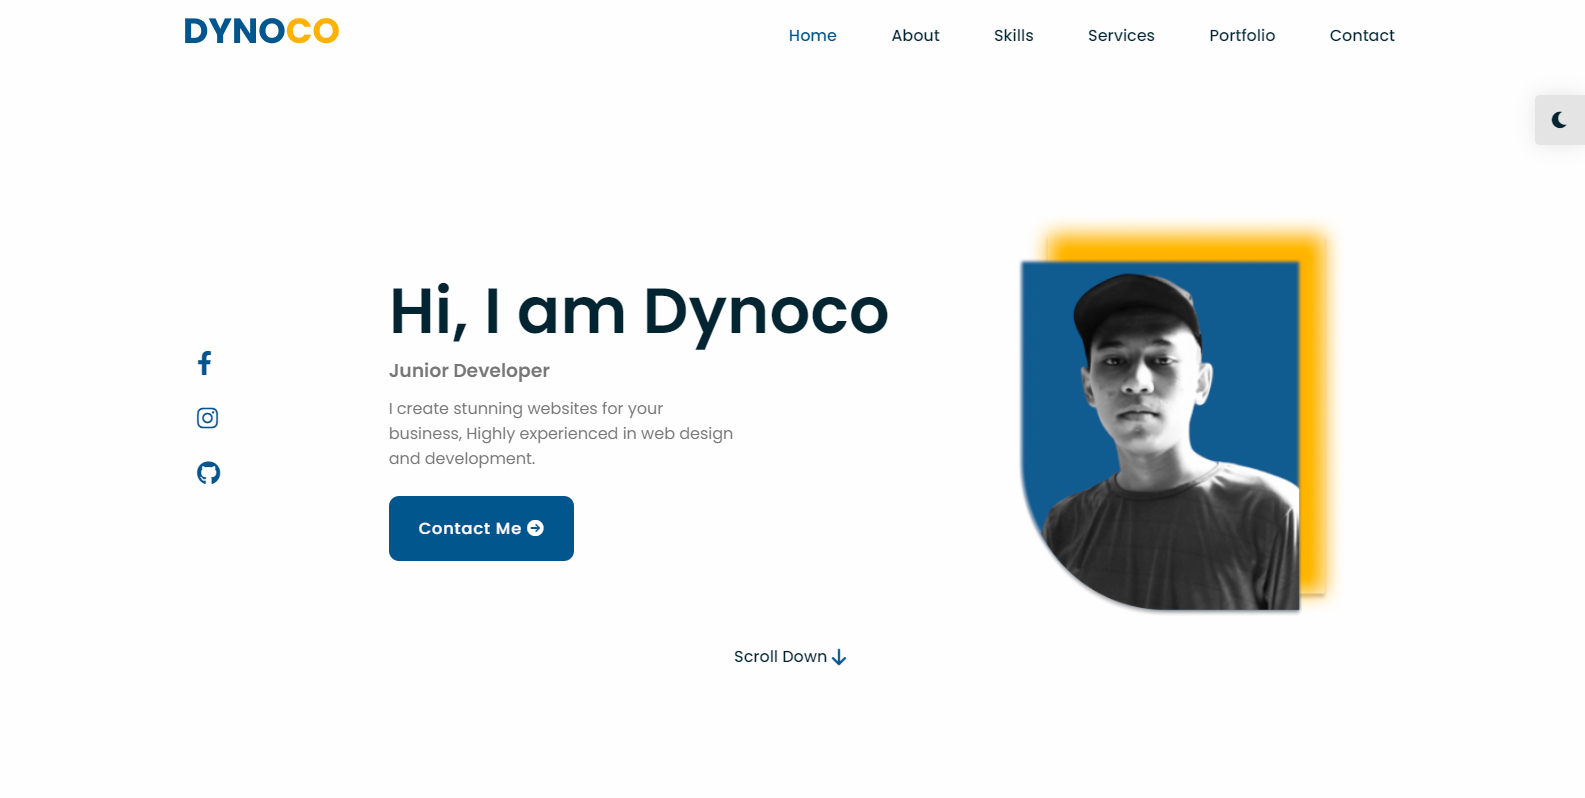 DYNOCO
Home About Skills Services Portfolio Contact
Hi, I am Dynoco
Junior Developer
I create stunning websites for your
business, Highly experienced in web design
and development.
Contact Me
Scroll Down